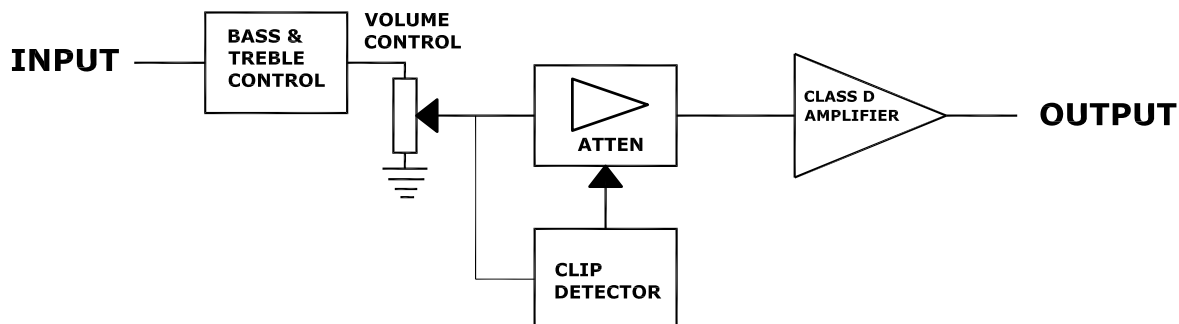 INPUT
BASS &
TREBLE
CONTROL
VOLUME
CONTROL
ATTEN
CLASS D
AMPLIFIER
OUTPUT
CLIP
DETECTOR